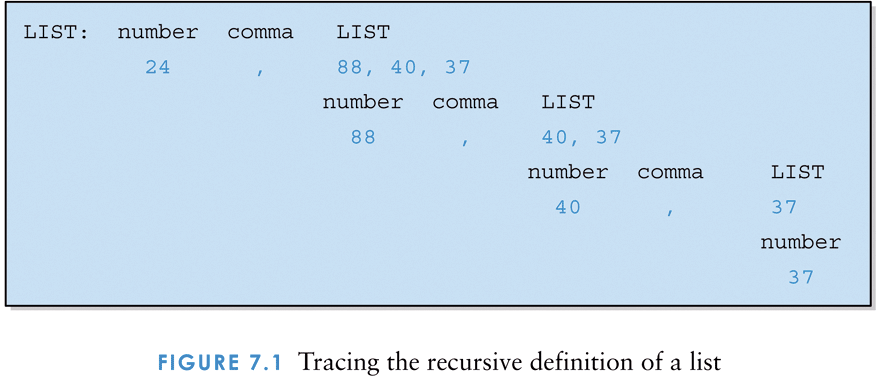 LIST: number comma LIST
24 , 88, 40, 37
number comma LIST
88 , 40, 37
number comma LIST
40 , 37
number
37
FIGURE 7.1 Tracing the recursive definition of a list